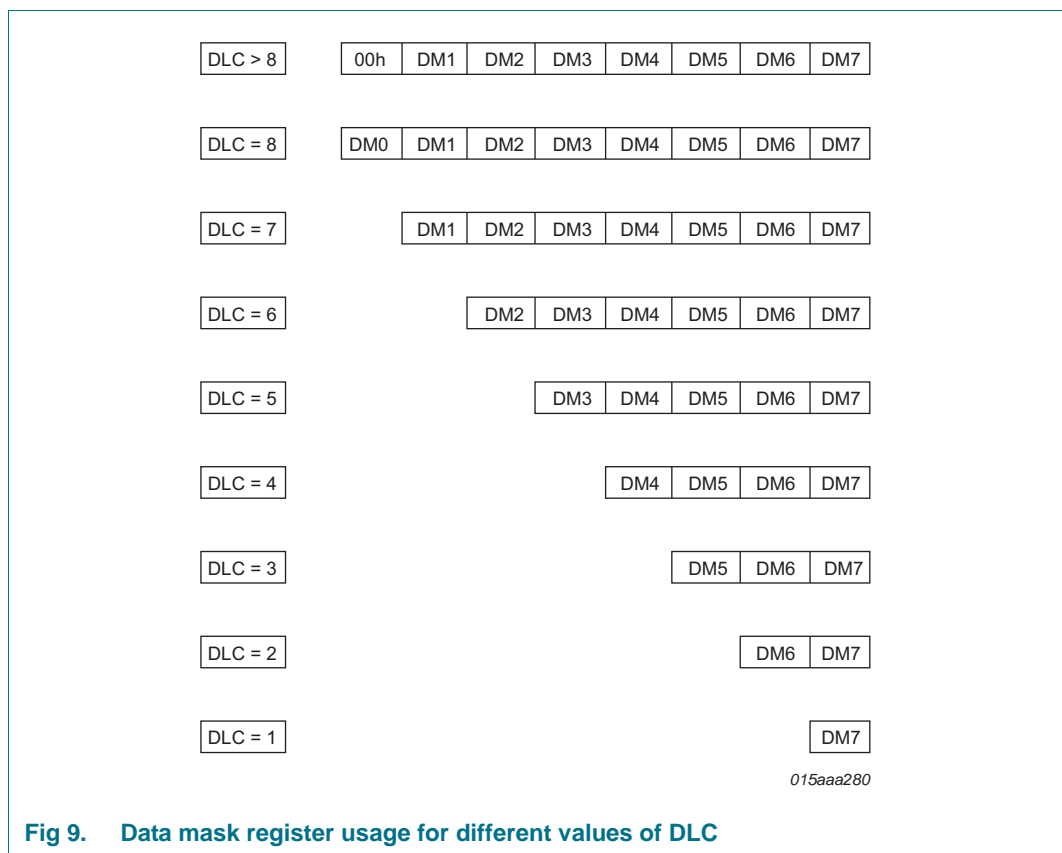 DLC > 8 00h DM1 DM2 DM3 DM4 DM5 DM6 DM7
DLC = 8 DM0 DM1 DM2 DM3 DM4 DM5 DM6 DM7
DLC = 7 DM1 DM2 DM3 DM4 DM5 DM6 DM7
DLC = 6 DM2 DM3 DM4 DM5 DM6 DM7
DLC = 5 DM3 DM4 DM5 DM6 DM7
DLC = 4 DM4 DM5 DM6 DM7
DLC = 3 DM5 DM6 DM7
DLC = 2 DM6 DM7
DLC = 1 DM7
015aaa280
Fig 9. Data mask register usage for different values of DLC